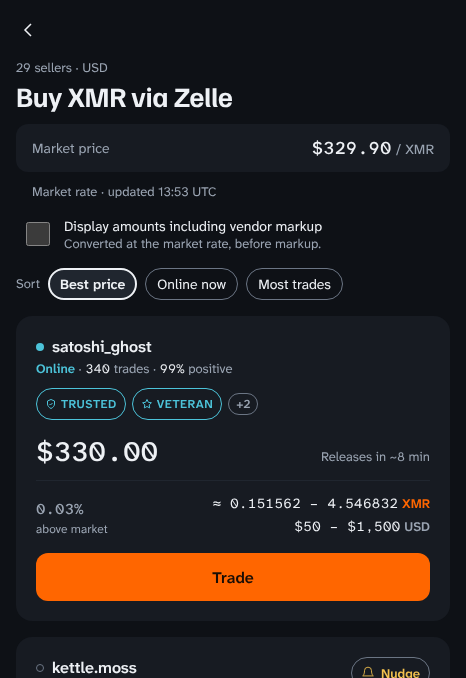 29 sellers · USD
Buy XMR via Zelle
Market price $329.90 / XMR
Market rate · updated 13:53 UTC
Display amounts including vendor markup
Converted at the market rate, before markup.
Sort Best price Online now Most trades
satoshi_ghost
Online · 340 trades · 99% positive
TRUSTED VETERAN +2
$330.00 Releases in ~8 min
0.03% ≈ 0.151562 – 4.546832 XMR
above market $50 – $1,500 USD
Trade
kettle.moss Nudge